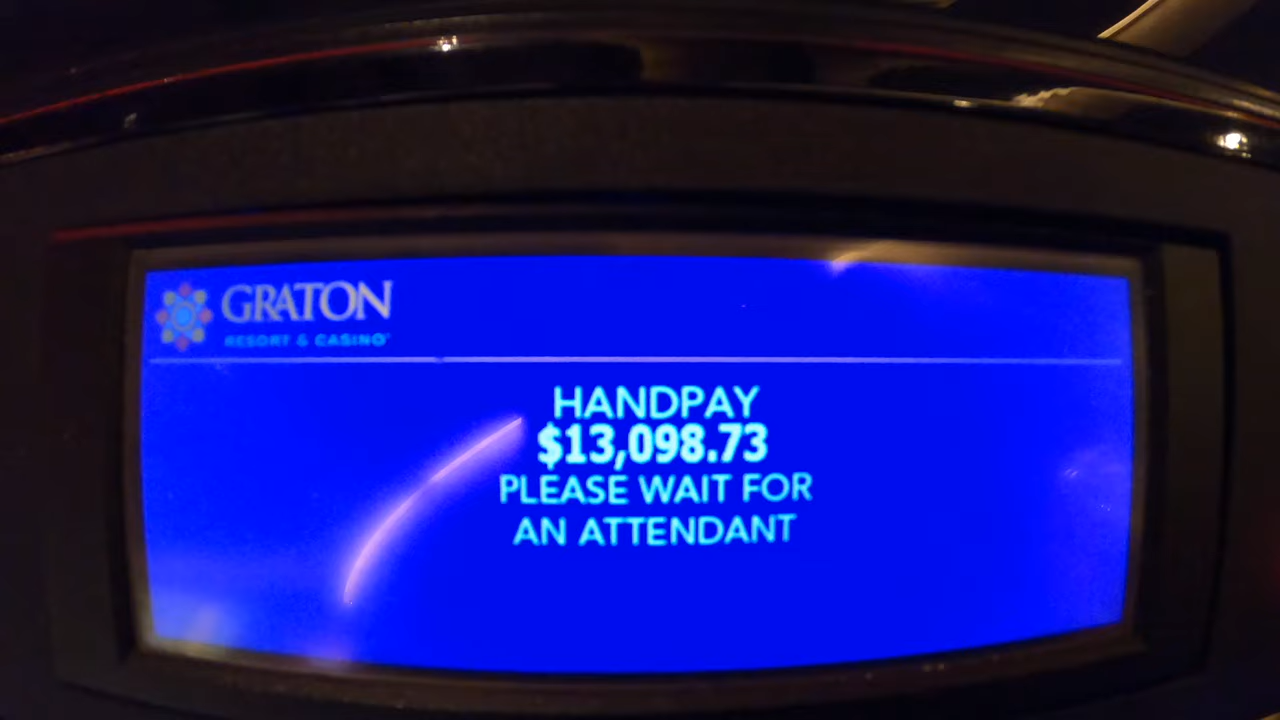 GRATON
RESORT & CASINO
HANDPAY
$13,098.73
PLEASE WAIT FOR
AN ATTENDANT